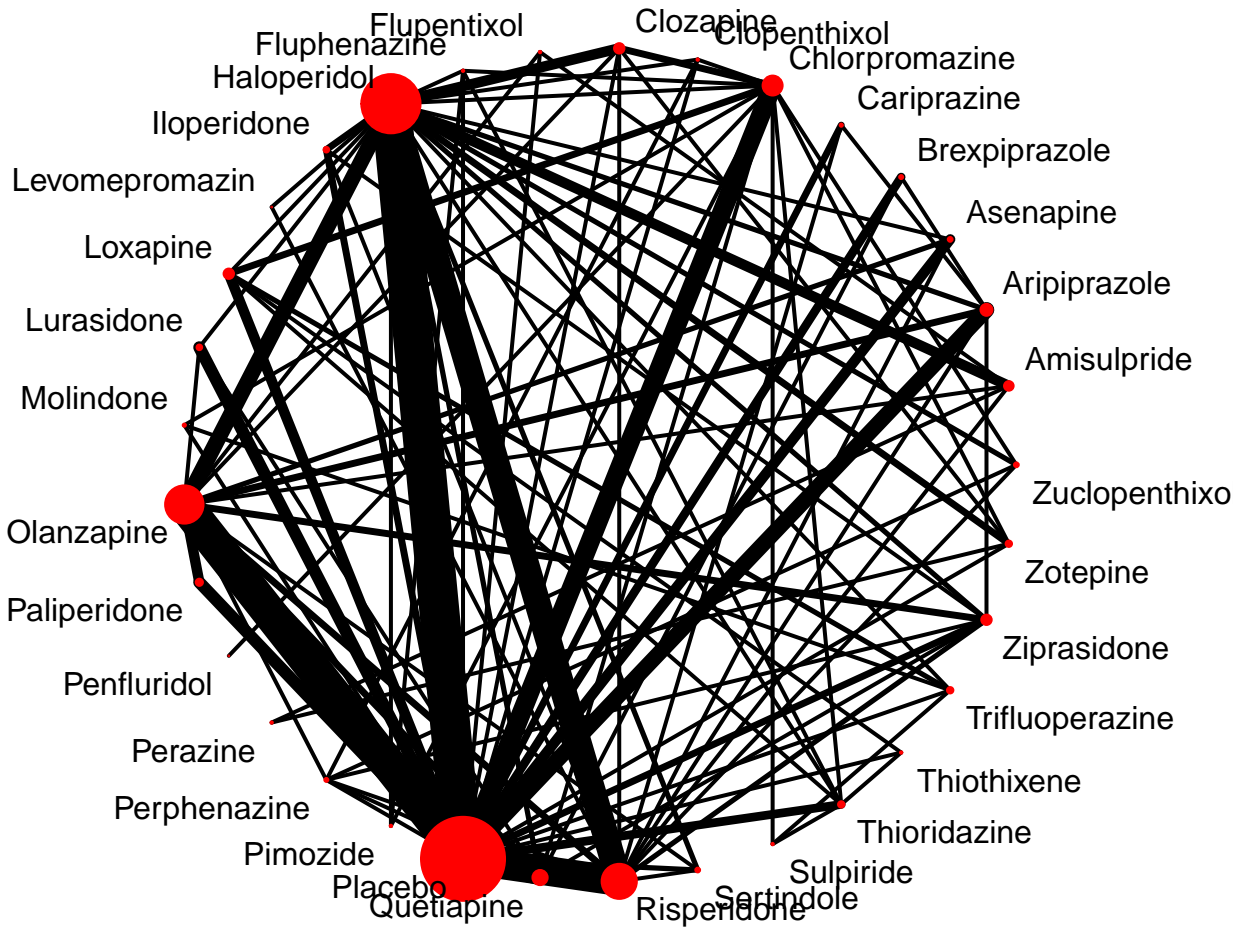 Flupentixol
Clozapine
Clopenthixol
Fluphenazine
Chlorpromazine
Haloperidol
Cariprazine
Iloperidone
Brexpiprazole
Levomepromazin
Asenapine
Loxapine
Aripiprazole
Lurasidone
Amisulpride
Molindone
Zuclopenthixo
Olanzapine
Zotepine
Paliperidone
Ziprasidone
Penfluridol
Trifluoperazine
Perazine
Thiothixene
Perphenazine
Thioridazine
Pimozide
Sulpiride
Placebo
Sertindole
Quetiapine
Risperidone